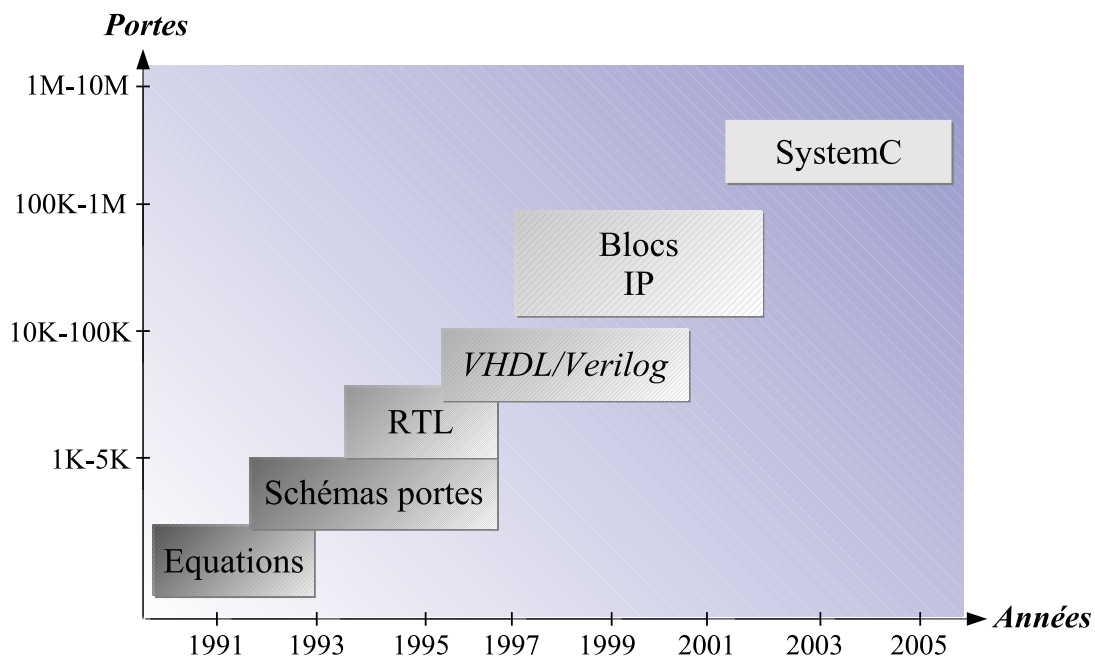 Portes
1M-10M
SystemC
100K-1M
Blocs
IP
10K-100K
VHDL/Verilog
RTL
1K-5K
Schémas portes
Equations
Années
1991 1993 1995 1997 1999 2001 2003 2005